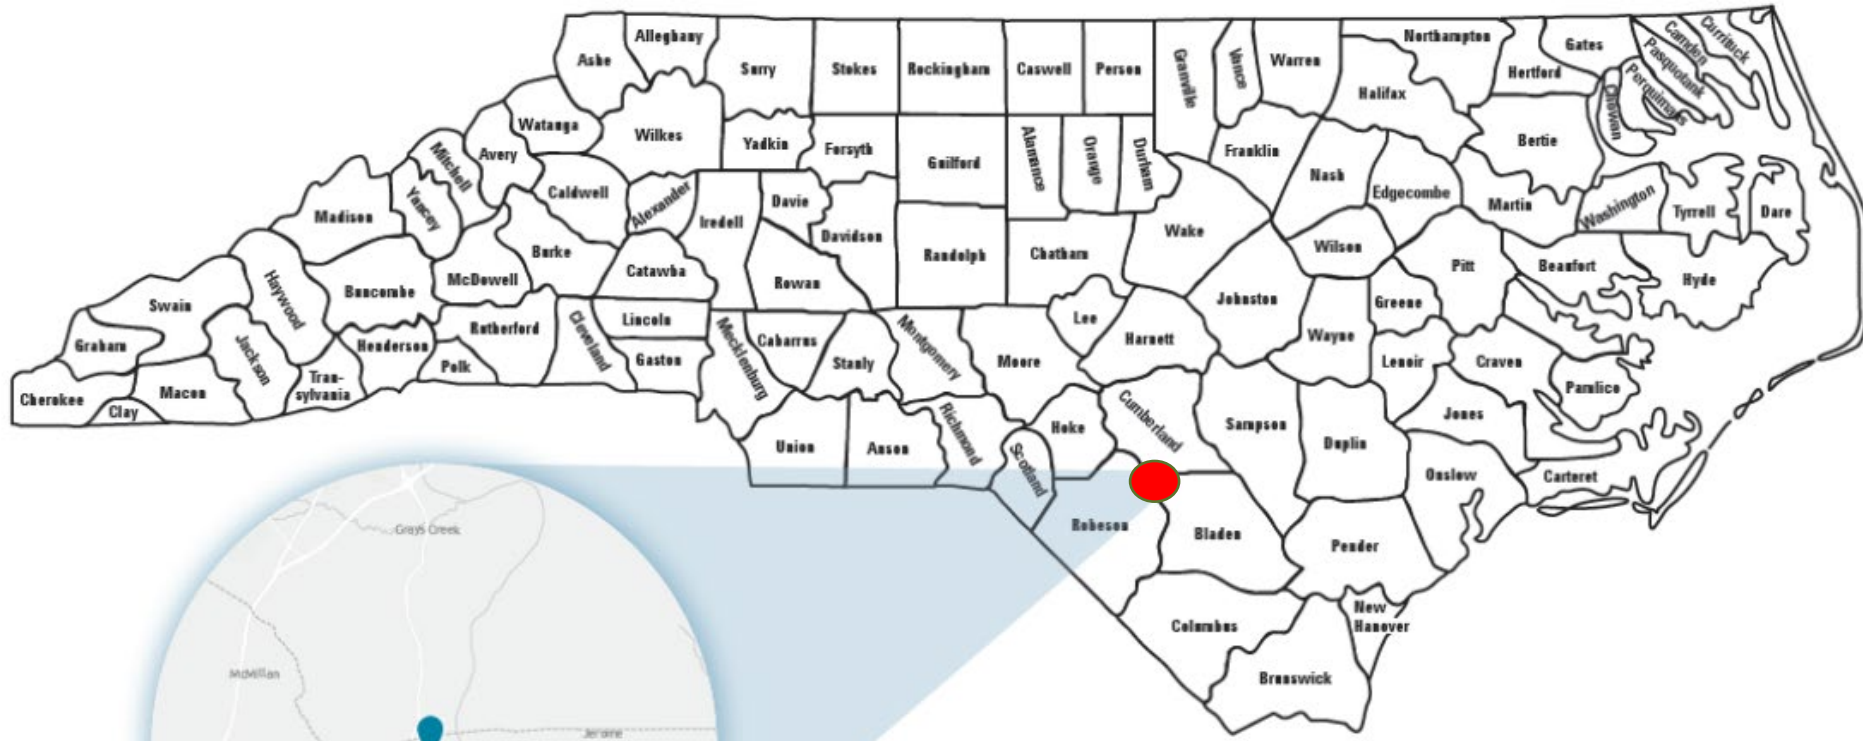 Ashe
Alleghany
Surry
Stokes
Rockingham
Caswell
Person
Granville
Vance
Warren
Northampton
Gates
Camden
Currituck
Pasquotank
Perquimans
Chowan
Hertford
Halifax
Watauga
Wilkes
Yadkin
Forsyth
Guilford
Alamance
Orange
Durham
Franklin
Nash
Edgecombe
Bertie
Martin
Washington
Tyrrell
Dare
Mitchell
Avery
Yancey
Madison
Caldwell
Alexander
Iredell
Davie
Davidson
Randolph
Chatham
Wake
Wilson
Pitt
Beaufort
Hyde
Haywood
Buncombe
McDowell
Burke
Catawba
Rowan
Johnston
Greene
Swain
Graham
Jackson
Henderson
Rutherford
Polk
Cleveland
Lincoln
Gaston
Mecklenburg
Cabarrus
Stanly
Montgomery
Moore
Lee
Harnett
Wayne
Lenoir
Craven
Pamlico
Cherokee
Clay
Macon
Tran-
sylvania
Union
Anson
Richmond
Scotland
Hoke
Cumberland
Sampson
Duplin
Jones
Onslow
Carteret
Robeson
Bladen
Pender
Columbus
New
Hanover
Brunswick
Grays Creek
McMillan
Jerome